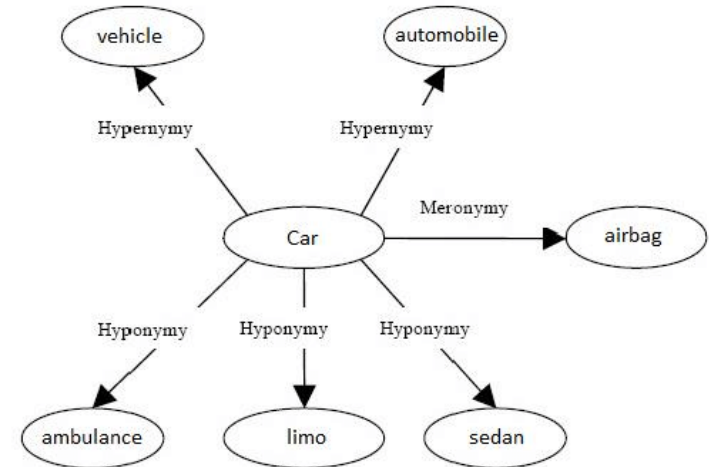 vehicle
automobile
Hypernymy
Hypernymy
Meronymy
Car
airbag
Hyponymy
Hyponymy
Hyponymy
ambulance
limo
sedan